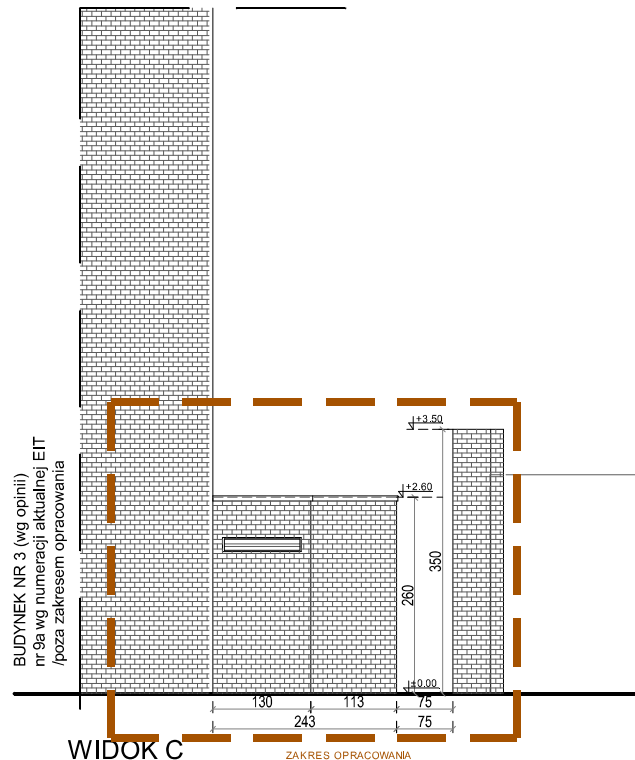 +3.50
+2.60
BUDYNEK NR 3 (wg opinii)
nr 9a wg numeracji aktualnej EIT
/poza zakresem opracowania
350
260
±0.00
130
113
75
243
75
WIDOK C
ZAKRES OPRACOWANIA